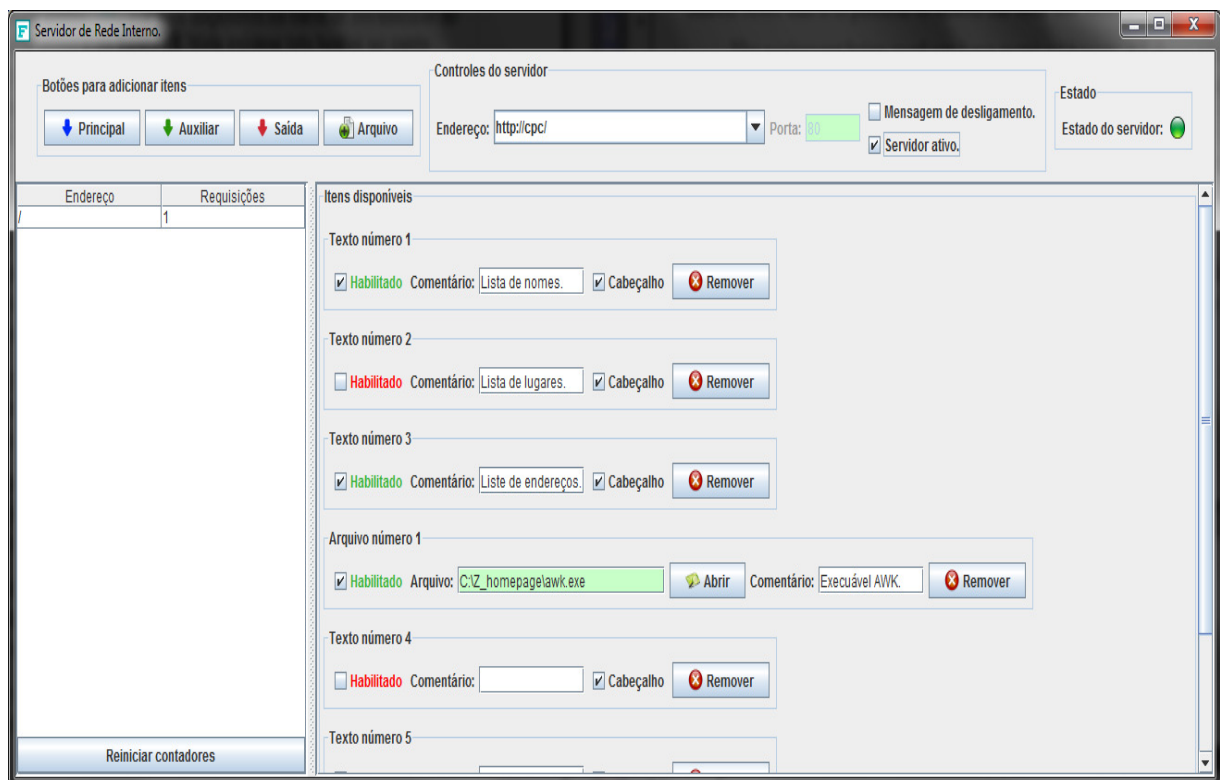 F Servidor de Rede Interno.
Botões para adicionar itens
Principal Auxiliar Saída Arquivo
Controles do servidor
Endereço: http://cpc/ Porta: 80
Mensagem de desligamento.
Servidor ativo.
Estado
Estado do servidor:
Endereço Requisições
/ 1
Reiniciar contadores
Itens disponíveis
Texto número 1
Habilitado Comentário: Lista de nomes. Cabeçalho Remover
Texto número 2
Habilitado Comentário: Lista de lugares. Cabeçalho Remover
Texto número 3
Habilitado Comentário: Liste de endereços. Cabeçalho Remover
Arquivo número 1
Habilitado Arquivo: C:\Z_homepage\awk.exe Abrir Comentário: Execuável AWK. Remover
Texto número 4
Habilitado Comentário: Cabeçalho Remover
Texto número 5